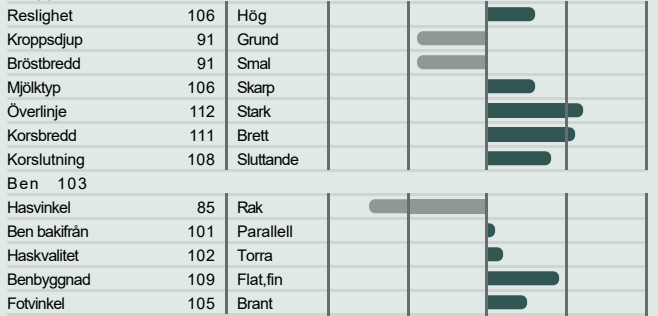 Reslighet 106 Hög
Kroppsdjup 91 Grund
Bröstbredd 91 Smal
Mjölktyp 106 Skarp
Överlinje 112 Stark
Korsbredd 111 Brett
Korslutning 108 Sluttande
Ben 103
Hasvinkel 85 Rak
Ben bakifrån 101 Parallell
Haskvalitet 102 Torra
Benbyggnad 109 Flat,fin
Fotvinkel 105 Brant